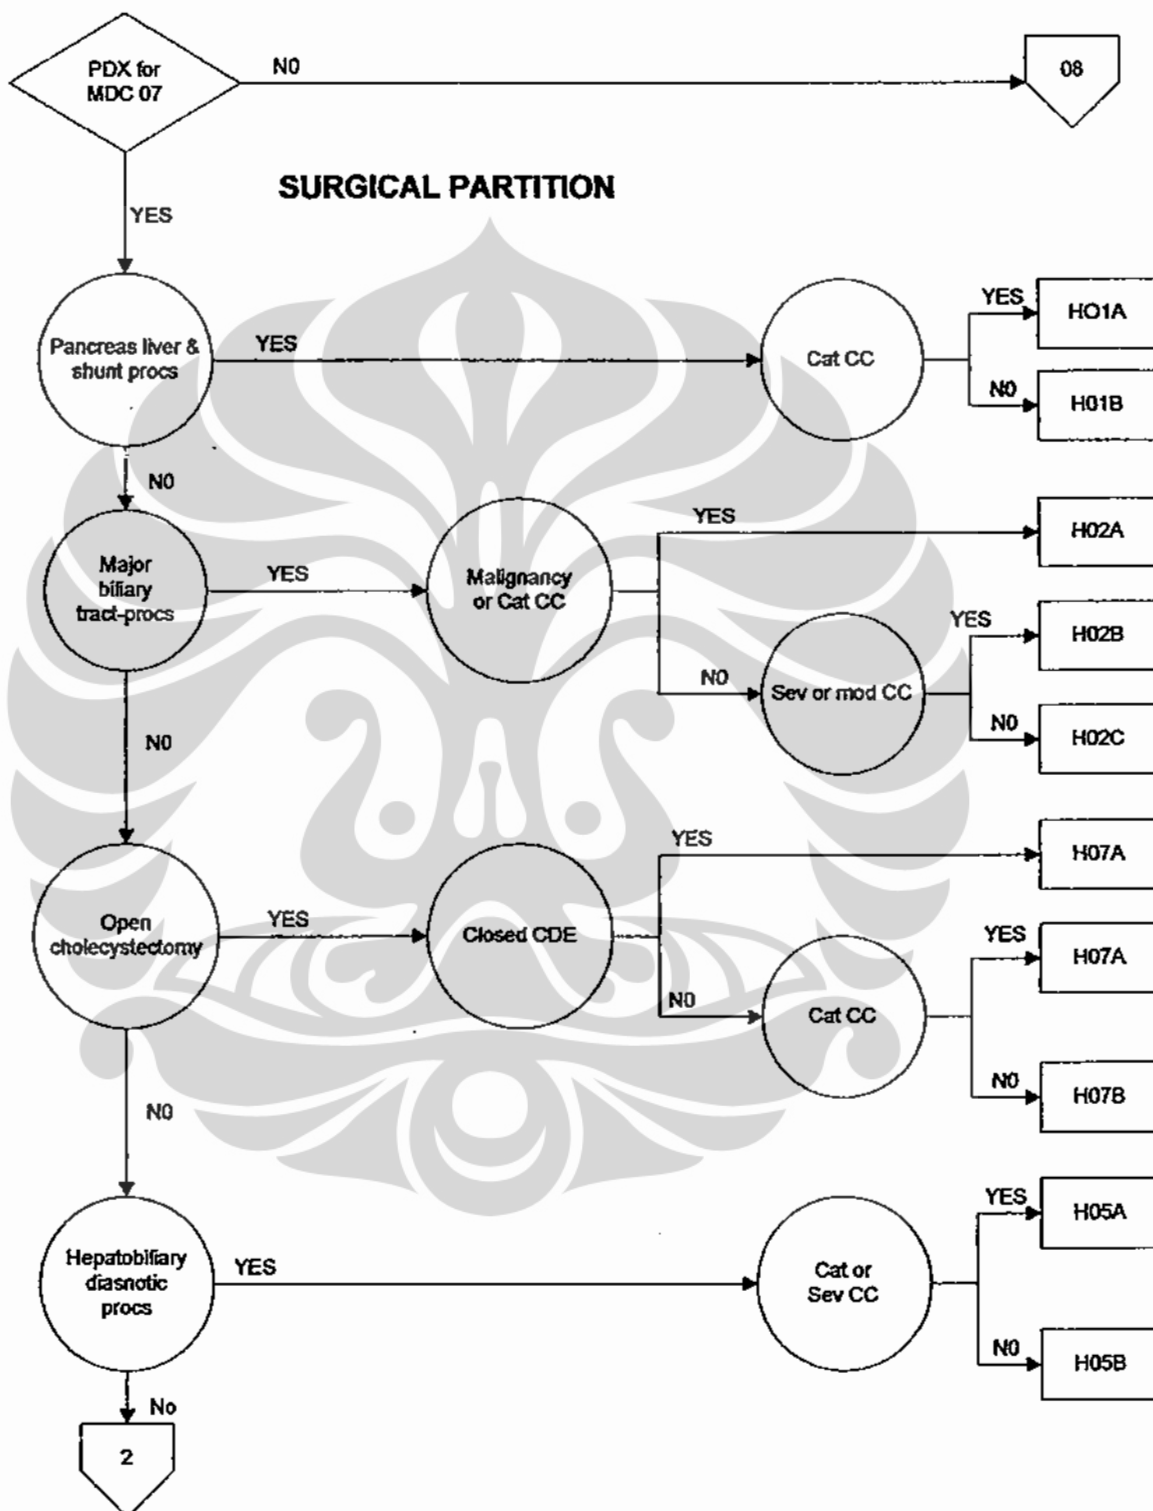 PDX for
MDC 07
N0
08
YES
SURGICAL PARTITION
Pancreas liver &
shunt procs
YES
Cat CC
YES
HO1A
N0
H01B
N0
Major
biliary
tract-procs
YES
Malignancy
or Cat CC
YES
H02A
N0
Sev or mod CC
YES
H02B
N0
H02C
N0
Open
cholecystectomy
YES
Closed CDE
YES
H07A
N0
Cat CC
YES
H07A
N0
H07B
N0
Hepatobiliary
diasnotic
procs
YES
Cat or
Sev CC
YES
H05A
N0
H05B
No
2